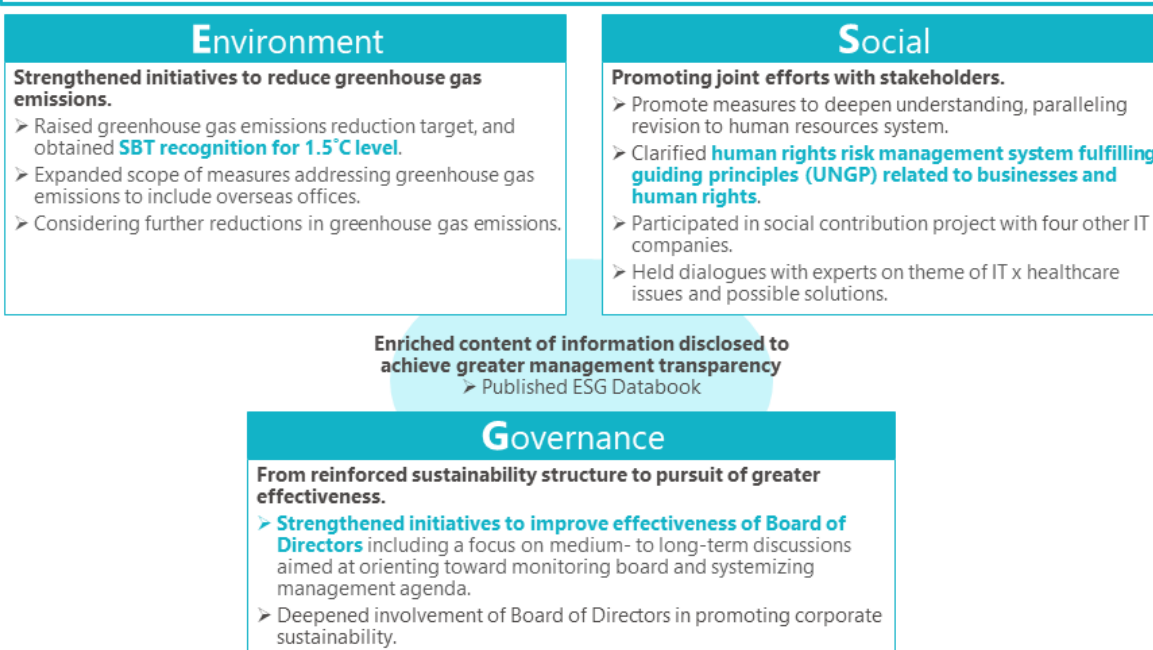 Environment
Strengthened initiatives to reduce greenhouse gas
emissions.
➢ Raised greenhouse gas emissions reduction target, and
obtained SBT recognition for 1.5°C level.
➢ Expanded scope of measures addressing greenhouse gas
emissions to include overseas offices.
➢ Considering further reductions in greenhouse gas emissions.
Social
Promoting joint efforts with stakeholders.
➢ Promote measures to deepen understanding, paralleling
revision to human resources system.
➢ Clarified human rights risk management system fulfilling
guiding principles (UNGP) related to businesses and
human rights.
➢ Participated in social contribution project with four other IT
companies.
➢ Held dialogues with experts on theme of IT x healthcare
issues and possible solutions.
Enriched content of information disclosed to
achieve greater management transparency
➢ Published ESG Databook
Governance
From reinforced sustainability structure to pursuit of greater
effectiveness.
➢ Strengthened initiatives to improve effectiveness of Board of
Directors including a focus on medium- to long-term discussions
aimed at orienting toward monitoring board and systemizing
management agenda.
➢ Deepened involvement of Board of Directors in promoting corporate
sustainability.